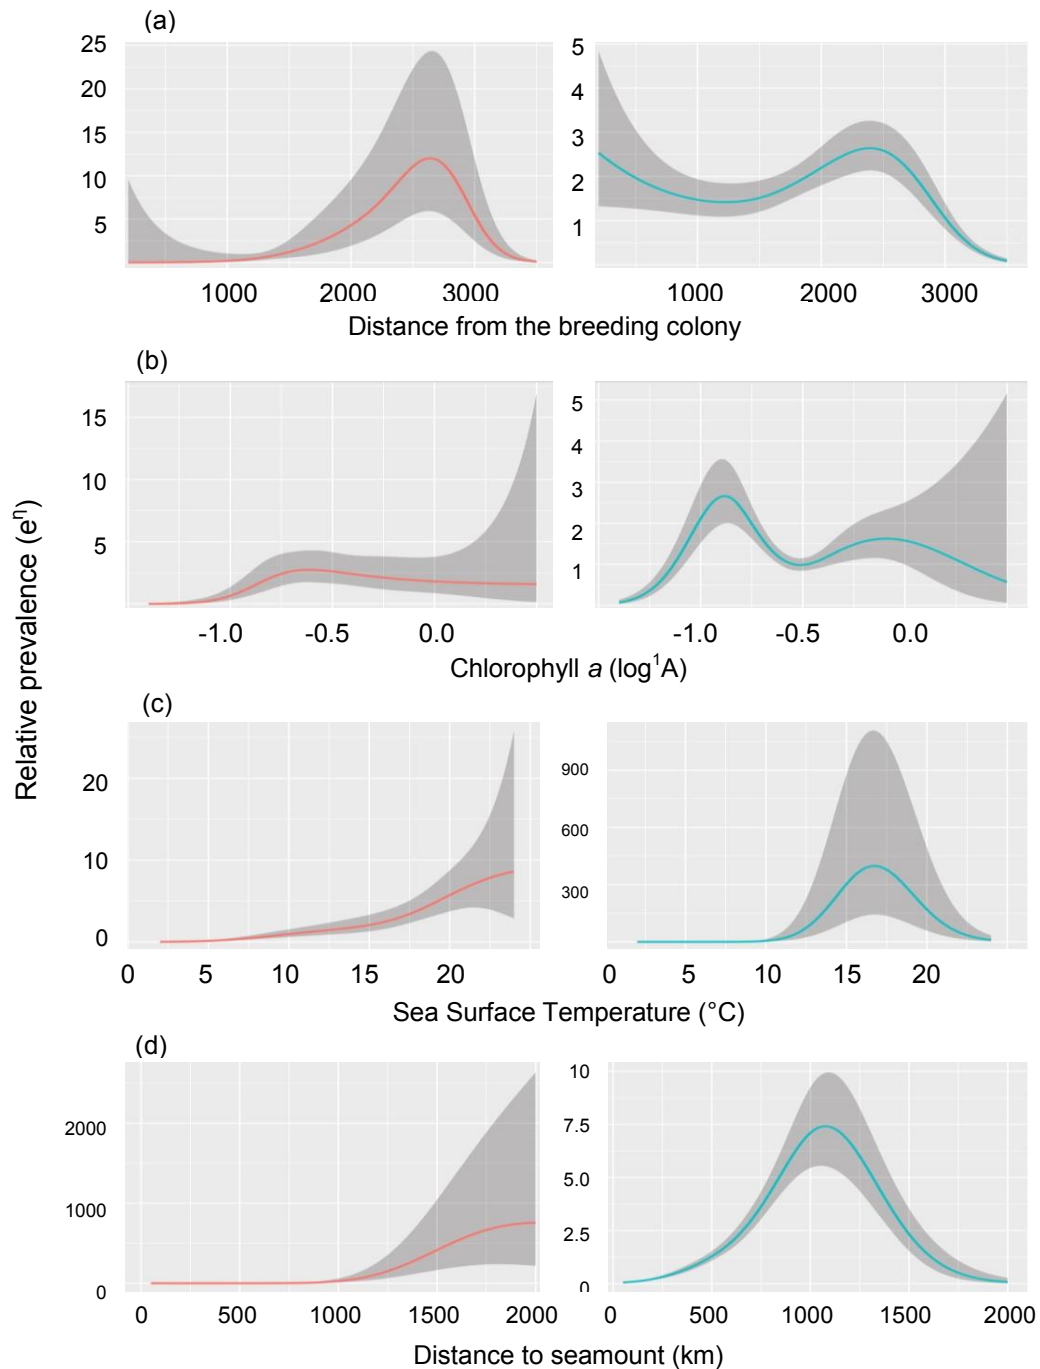 (a)
25
20
15
10
5
5
4
3
2
1
1000 2000 3000
1000 2000 3000
Distance from the breeding colony
(b)
15
10
5
5
4
3
2
1
-1.0 -0.5 0.0
-1.0 -0.5 0.0
Chlorophyll a (log¹A)
Relative prevalence (eᶯ)
(c)
20
10
0
900
600
300
0 5 10 15 20
0 5 10 15 20
Sea Surface Temperature (°C)
(d)
2000
1000
0
10
7.5
5.0
2.5
0
0 500 1000 1500 2000
0 500 1000 1500 2000
Distance to seamount (km)